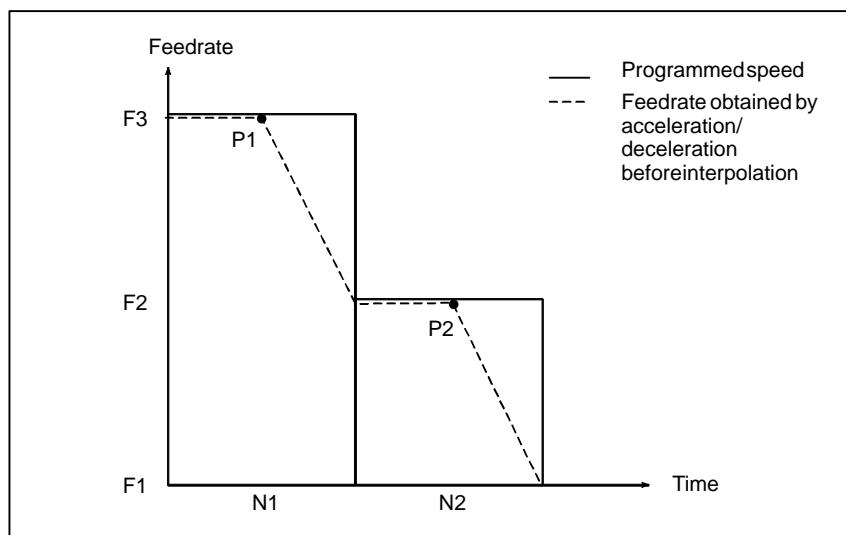 Feedrate
Programmedspeed
Feedrate obtained by
acceleration/
deceleration
beforeinterpolation
F3
P1
F2
P2
F1
Time
N1
N2